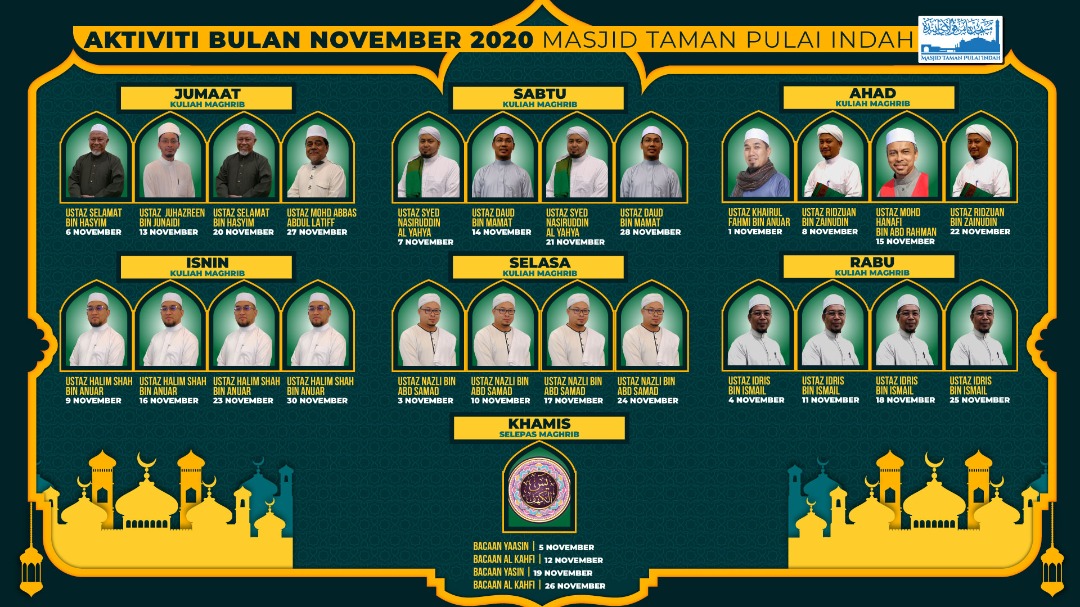 AKTIVITI BULAN NOVEMBER 2020 MASJID TAMAN PULAI INDAH
MASJID TAMAN PULAI INDAH
JUMAAT
KULIAH MAGHRIB
USTAZ SELAMAT
BIN HASYIM
6 NOVEMBER
USTAZ JUHAZREEN
BIN JUNAIDI
13 NOVEMBER
USTAZ SELAMAT
BIN HASYIM
20 NOVEMBER
USTAZ MOHD ABBAS
ABDUL LATIFF
27 NOVEMBER
SABTU
KULIAH MAGHRIB
USTAZ SYED
NASIRUDDIN
AL YAHYA
7 NOVEMBER
USTAZ DAUD
BIN MAMAT
14 NOVEMBER
USTAZ SYED
NASIRUDDIN
AL YAHYA
21 NOVEMBER
USTAZ DAUD
BIN MAMAT
28 NOVEMBER
AHAD
KULIAH MAGHRIB
USTAZ KHAIRUL
FAHMI BIN ANUAR
1 NOVEMBER
USTAZ RIDZUAN
BIN ZAINUDIN
8 NOVEMBER
USTAZ MOHD
HANAFI
BIN ABD RAHMAN
15 NOVEMBER
USTAZ RIDZUAN
BIN ZAINUDIN
22 NOVEMBER
ISNIN
KULIAH MAGHRIB
USTAZ HALIM SHAH
BIN ANUAR
9 NOVEMBER
USTAZ HALIM SHAH
BIN ANUAR
16 NOVEMBER
USTAZ HALIM SHAH
BIN ANUAR
23 NOVEMBER
USTAZ HALIM SHAH
BIN ANUAR
30 NOVEMBER
SELASA
KULIAH MAGHRIB
USTAZ NAZLI BIN
ABD SAMAD
3 NOVEMBER
USTAZ NAZLI BIN
ABD SAMAD
10 NOVEMBER
USTAZ NAZLI BIN
ABD SAMAD
17 NOVEMBER
USTAZ NAZLI BIN
ABD SAMAD
24 NOVEMBER
RABU
KULIAH MAGHRIB
USTAZ IDRIS
BIN ISMAIL
4 NOVEMBER
USTAZ IDRIS
BIN ISMAIL
11 NOVEMBER
USTAZ IDRIS
BIN ISMAIL
18 NOVEMBER
USTAZ IDRIS
BIN ISMAIL
25 NOVEMBER
KHAMIS
SELEPAS MAGHRIB
BACAAN YAASIN | 5 NOVEMBER
BACAAN AL KAHFI | 12 NOVEMBER
BACAAN YASIN | 19 NOVEMBER
BACAAN AL KAHFI | 26 NOVEMBER